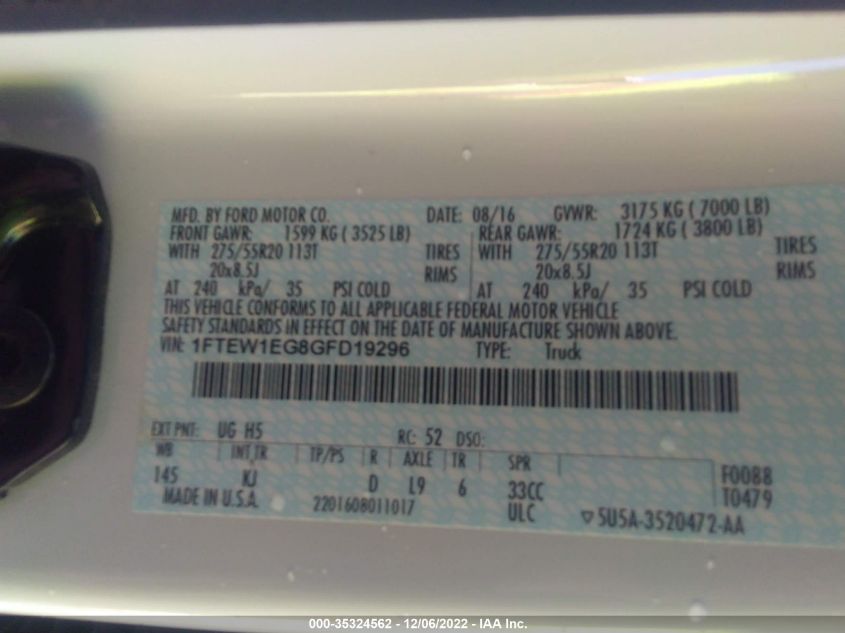 MFD. BY FORD MOTOR CO. DATE: 08/16 GVWR: 3175 KG ( 7000 LB)
FRONT GAWR: 1599 KG ( 3525 LB) REAR GAWR: 1724 KG ( 3800 LB)
WITH 275/55R20 113T TIRES WITH 275/55R20 113T TIRES
20x8.5J RIMS 20x8.5J RIMS
AT 240 kPa/ 35 PSI COLD AT 240 kPa/ 35 PSI COLD
THIS VEHICLE CONFORMS TO ALL APPLICABLE FEDERAL MOTOR VEHICLE
SAFETY STANDARDS IN EFFECT ON THE DATE OF MANUFACTURE SHOWN ABOVE.
VIN: 1FTEW1EG8GFD19296 TYPE: Truck
EXT PNT: UG H5 RC: 52 DSO:
WB INT TR TP/PS R AXLE TR SPR F0088
145 KJ D L9 6 33CC T0479
MADE IN U.S.A. 2201608011017 ULC ▽5U5A-3520472-AA
000-35324562 - 12/06/2022 - IAA Inc.